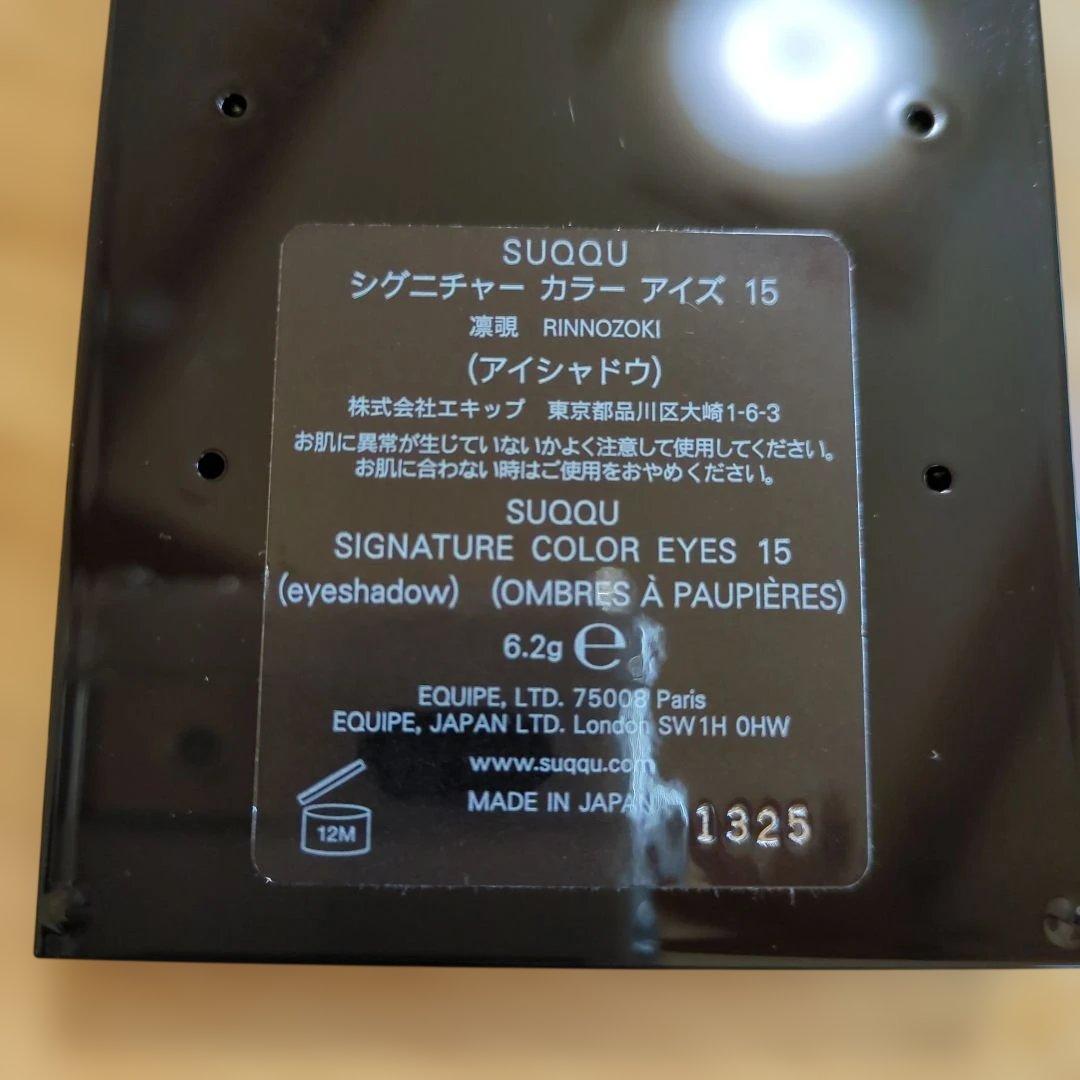 SUQQU
シグニチャー カラー アイズ 15
凛覗 RINNOZOKI
(アイシャドウ)
株式会社エキップ 東京都品川区大崎1-6-3
お肌に異常が生じていないかよく注意して使用してください。
お肌に合わない時はご使用をおやめください。
SUQQU
SIGNATURE COLOR EYES 15
(eyeshadow) (OMBRES À PAUPIÈRES)
6.2g ℮
EQUIPE, LTD. 75008 Paris
EQUIPE, JAPAN LTD. London SW1H 0HW
www.suqqu.com
MADE IN JAPAN
12M
1325